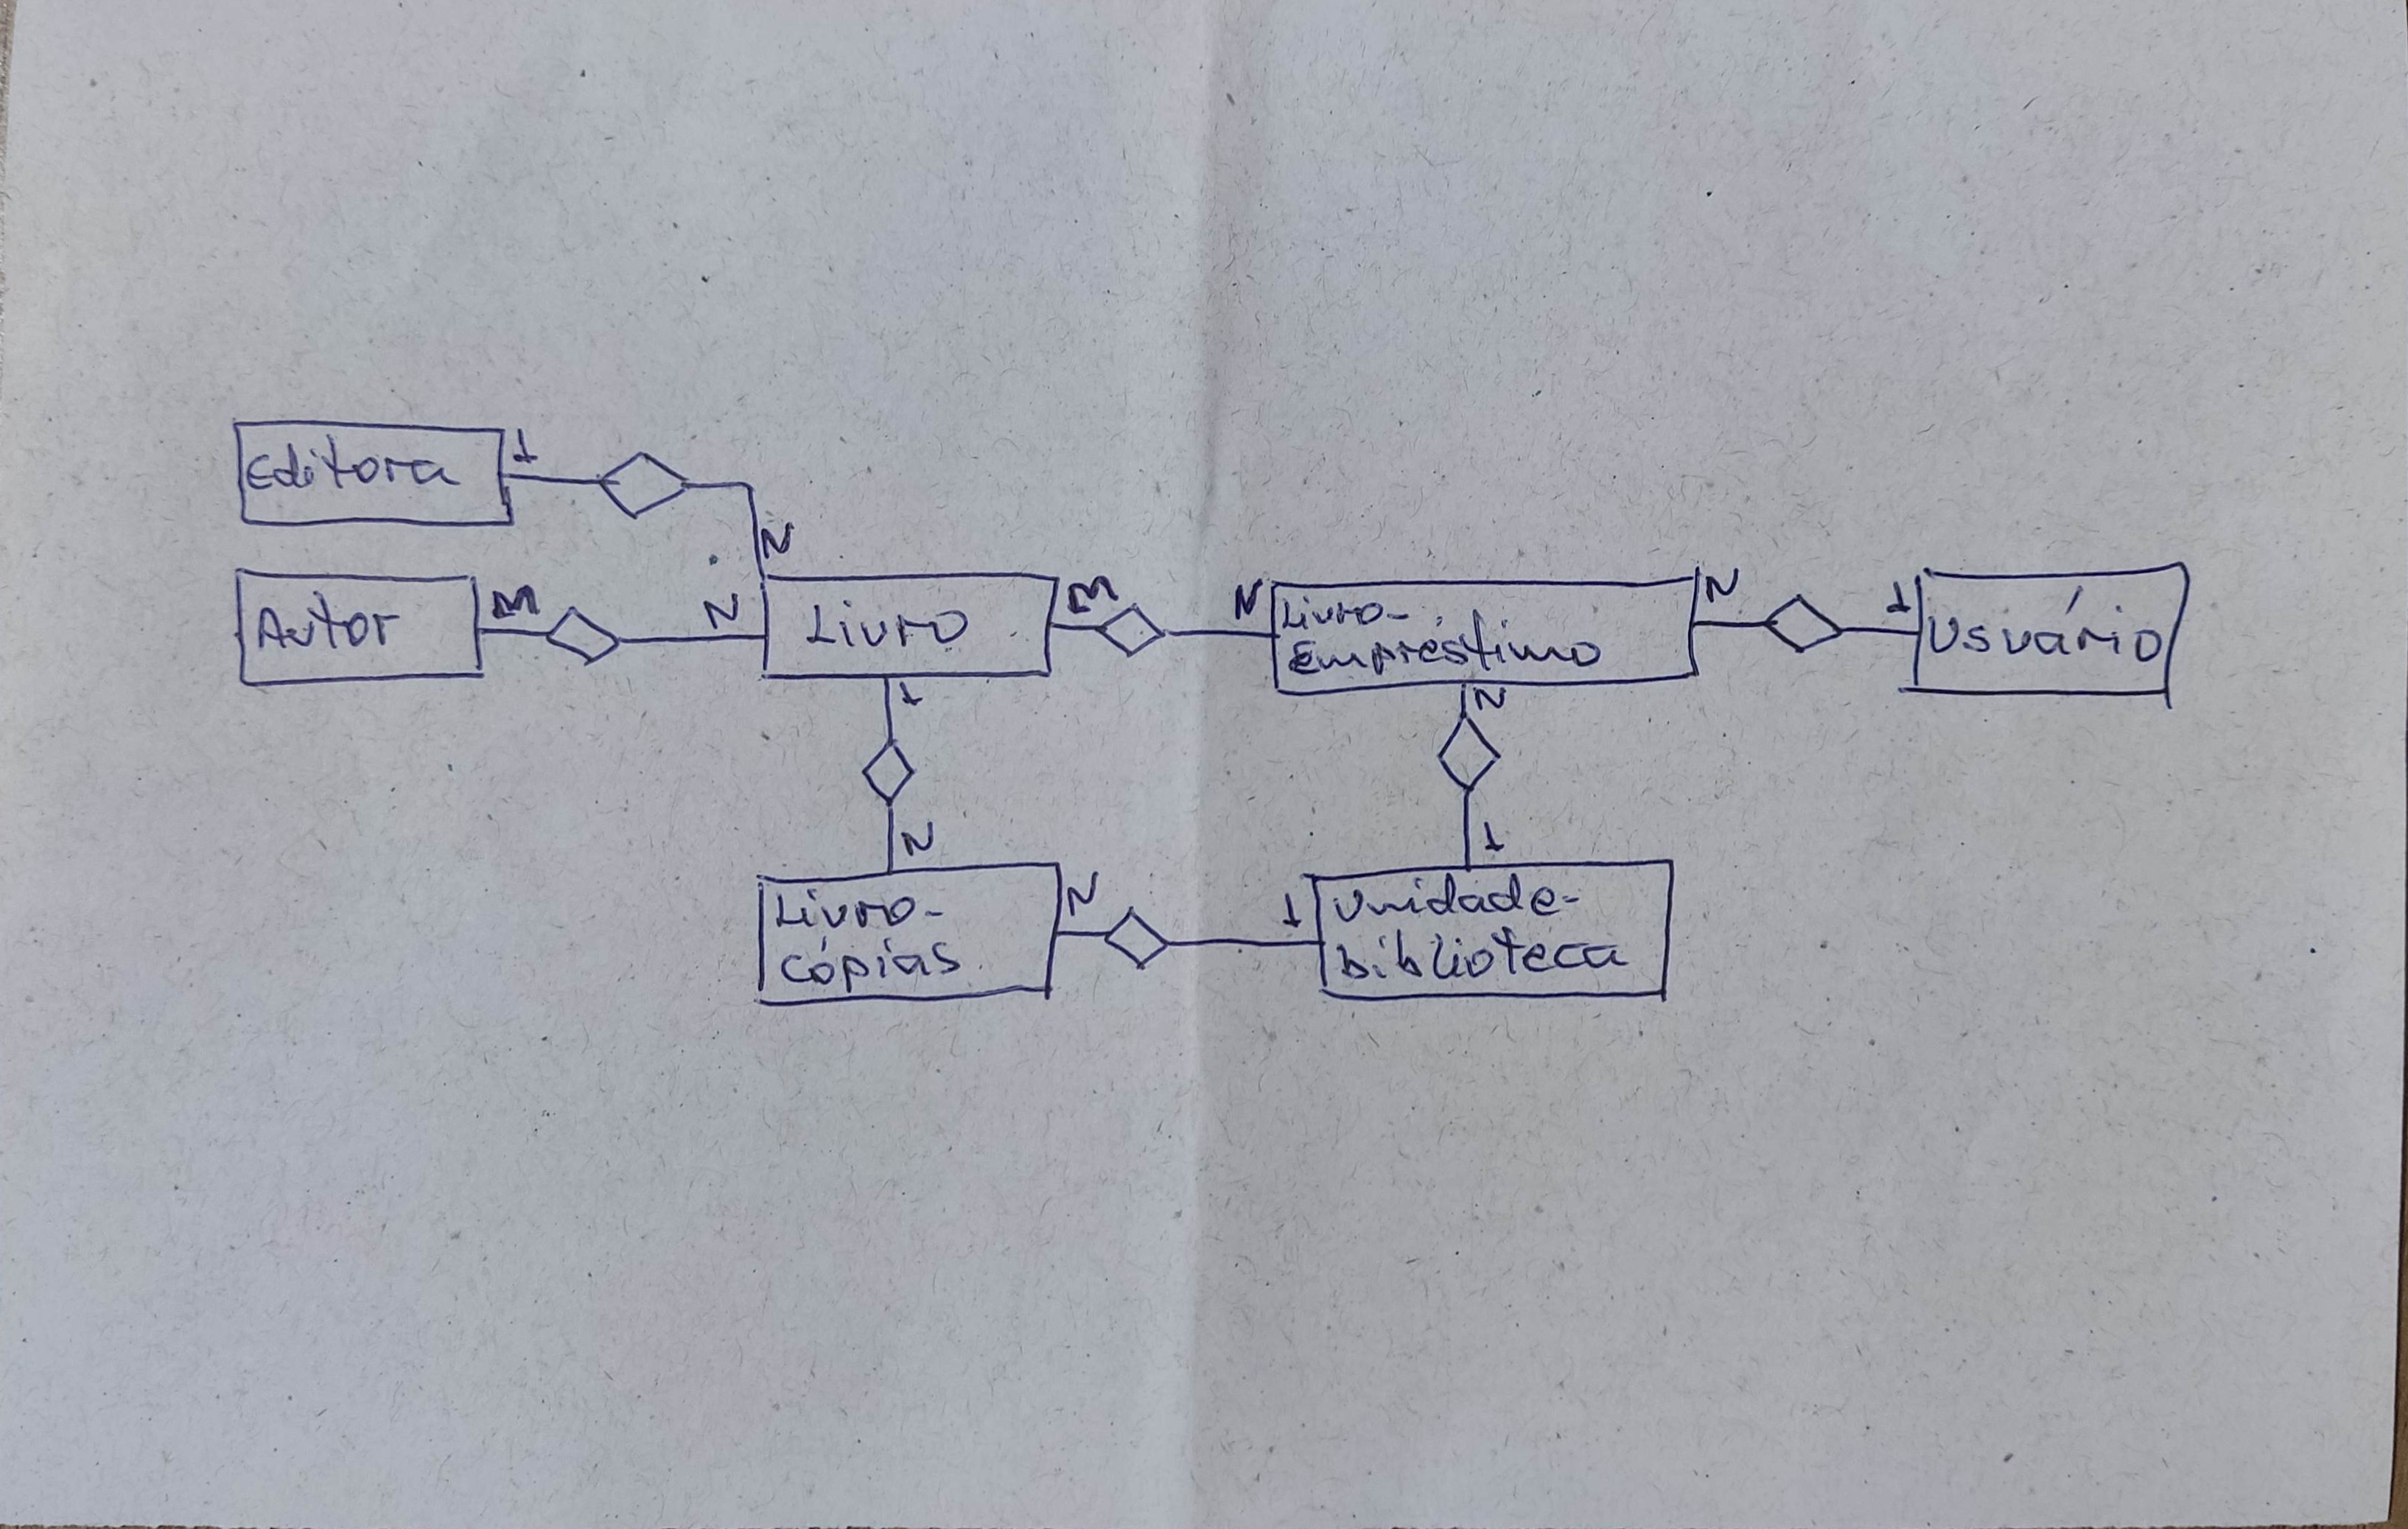 Editora
1
N
Autor
M
N
Livro
M
N
Livro-
Empréstimo
N
1
Usuário
1
N
N
1
Livro-
cópias
N
1
Unidade-
biblioteca